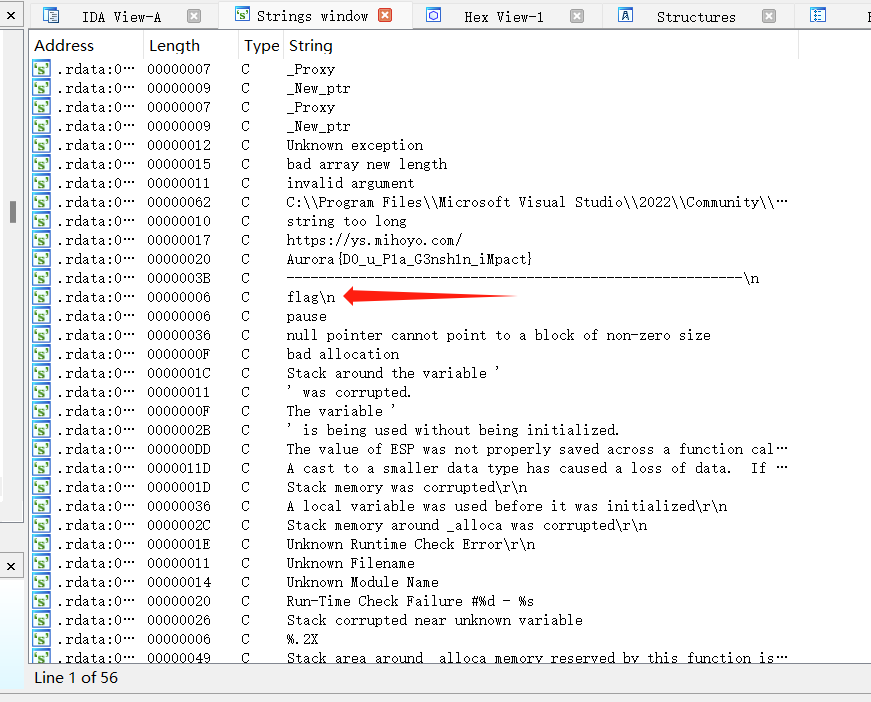 IDA View-A Strings window Hex View-1 Structures
Address Length Type String
.rdata:0… 00000007 C _Proxy
.rdata:0… 00000009 C _New_ptr
.rdata:0… 00000007 C _Proxy
.rdata:0… 00000009 C _New_ptr
.rdata:0… 00000012 C Unknown exception
.rdata:0… 00000015 C bad array new length
.rdata:0… 00000011 C invalid argument
.rdata:0… 00000062 C C:\\Program Files\\Microsoft Visual Studio\\2022\\Community\\…
.rdata:0… 00000010 C string too long
.rdata:0… 00000017 C https://ys.mihoyo.com/
.rdata:0… 00000020 C Aurora{D0_u_P1a_G3nsh1n_iMpact}
.rdata:0… 0000003B C ---------------------------------------------------------\n
.rdata:0… 00000006 C flag\n
.rdata:0… 00000006 C pause
.rdata:0… 00000036 C null pointer cannot point to a block of non-zero size
.rdata:0… 0000000F C bad allocation
.rdata:0… 0000001C C Stack around the variable '
.rdata:0… 00000011 C ' was corrupted.
.rdata:0… 0000000F C The variable '
.rdata:0… 0000002B C ' is being used without being initialized.
.rdata:0… 000000DD C The value of ESP was not properly saved across a function cal…
.rdata:0… 0000011D C A cast to a smaller data type has caused a loss of data.  If …
.rdata:0… 0000001D C Stack memory was corrupted\r\n
.rdata:0… 00000036 C A local variable was used before it was initialized\r\n
.rdata:0… 0000002C C Stack memory around _alloca was corrupted\r\n
.rdata:0… 0000001E C Unknown Runtime Check Error\r\n
.rdata:0… 00000011 C Unknown Filename
.rdata:0… 00000014 C Unknown Module Name
.rdata:0… 00000020 C Run-Time Check Failure #%d - %s
.rdata:0… 00000026 C Stack corrupted near unknown variable
.rdata:0… 00000006 C %.2X
.rdata:0… 00000049 C Stack area around _alloca memory reserved by this function is…
Line 1 of 56